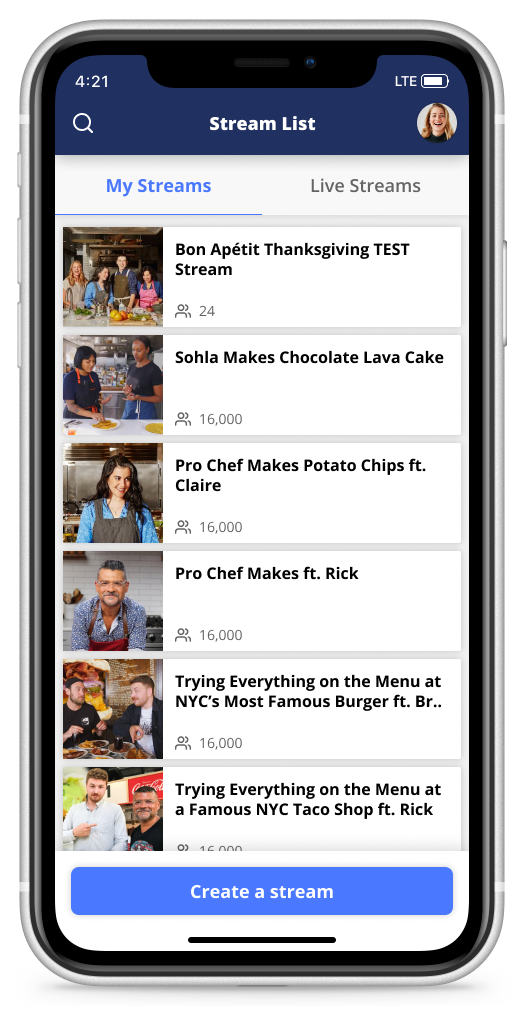 4:21
LTE
Stream List
My Streams
Live Streams
Bon Apétit Thanksgiving TEST
Stream
24
Sohla Makes Chocolate Lava Cake
16,000
Pro Chef Makes Potato Chips ft.
Claire
16,000
Pro Chef Makes ft. Rick
16,000
Trying Everything on the Menu at
NYC’s Most Famous Burger ft. Br..
16,000
Trying Everything on the Menu at
a Famous NYC Taco Shop ft. Rick
Coca-Cola
16,000
Create a stream